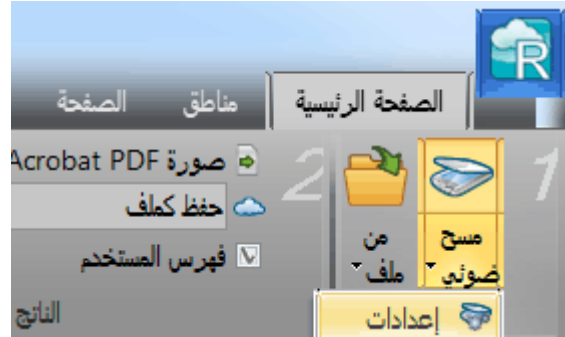 R
الصفحة الرئيسية
مناطق
الصفحة
1
مسح ضوئي
من ملف
إعدادات
2
صورة Acrobat PDF
حفظ كملف
فهرس المستخدم
الناتج